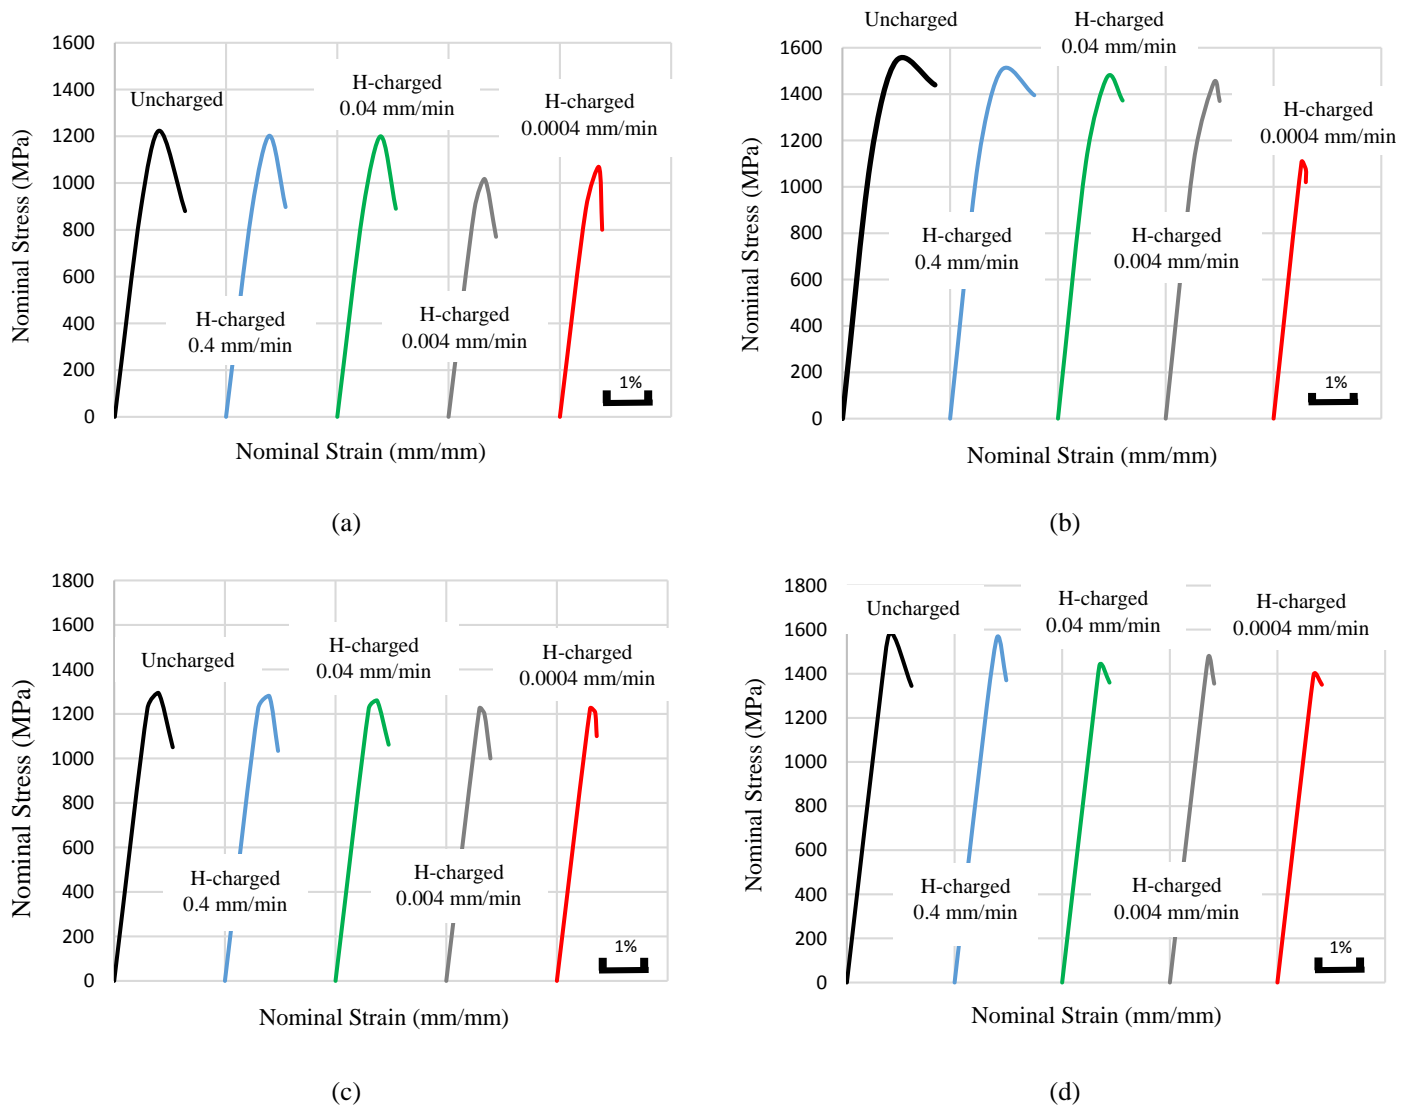 1600
1400
1200
1000
800
600
400
200
0
Nominal Stress (MPa)
Uncharged
H-charged
0.4 mm/min
H-charged
0.04 mm/min
H-charged
0.004 mm/min
H-charged
0.0004 mm/min
1%
Nominal Strain (mm/mm)
(a)
1600
1400
1200
1000
800
600
400
200
0
Nominal Stress (MPa)
Uncharged
H-charged
0.4 mm/min
H-charged
0.04 mm/min
H-charged
0.004 mm/min
H-charged
0.0004 mm/min
1%
Nominal Strain (mm/mm)
(b)
1800
1600
1400
1200
1000
800
600
400
200
0
Nominal Stress (MPa)
Uncharged
H-charged
0.4 mm/min
H-charged
0.04 mm/min
H-charged
0.004 mm/min
H-charged
0.0004 mm/min
1%
Nominal Strain (mm/mm)
(c)
1800
1600
1400
1200
1000
800
600
400
200
0
Nominal Stress (MPa)
Uncharged
H-charged
0.4 mm/min
H-charged
0.04 mm/min
H-charged
0.004 mm/min
H-charged
0.0004 mm/min
1%
Nominal Strain (mm/mm)
(d)